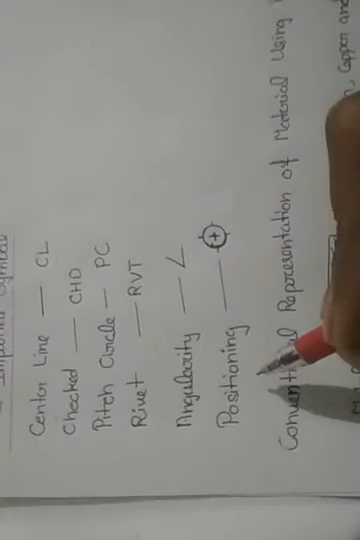 Important Symbols
Center Line — CL
Checked — CHD
Pitch Circle — PC
Rivet — RVT
Angularity — ∠
Positioning — ⌖
Representation of Material Using
Copper and